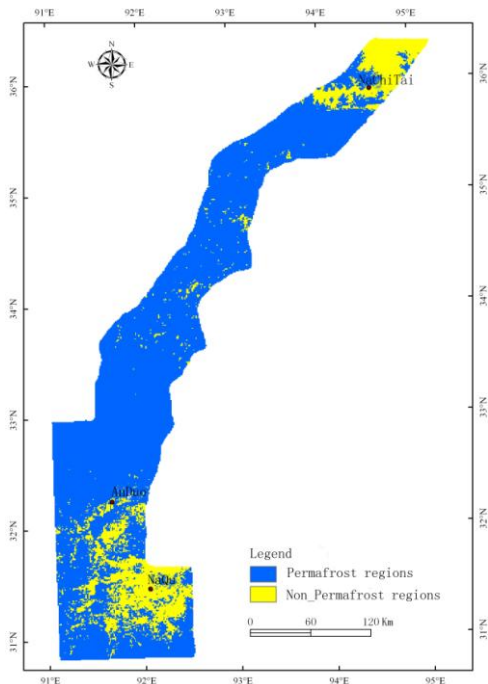 91°E 92°E 93°E 94°E 95°E
N
W E
S
36°N 36°N
NaChiTai
35°N 35°N
34°N 34°N
33°N 33°N
AnDuo
32°N 32°N
Legend
Permafrost regions
NaQu
Non_Permafrost regions
0 60 120 Km
31°N 31°N
91°E 92°E 93°E 94°E 95°E